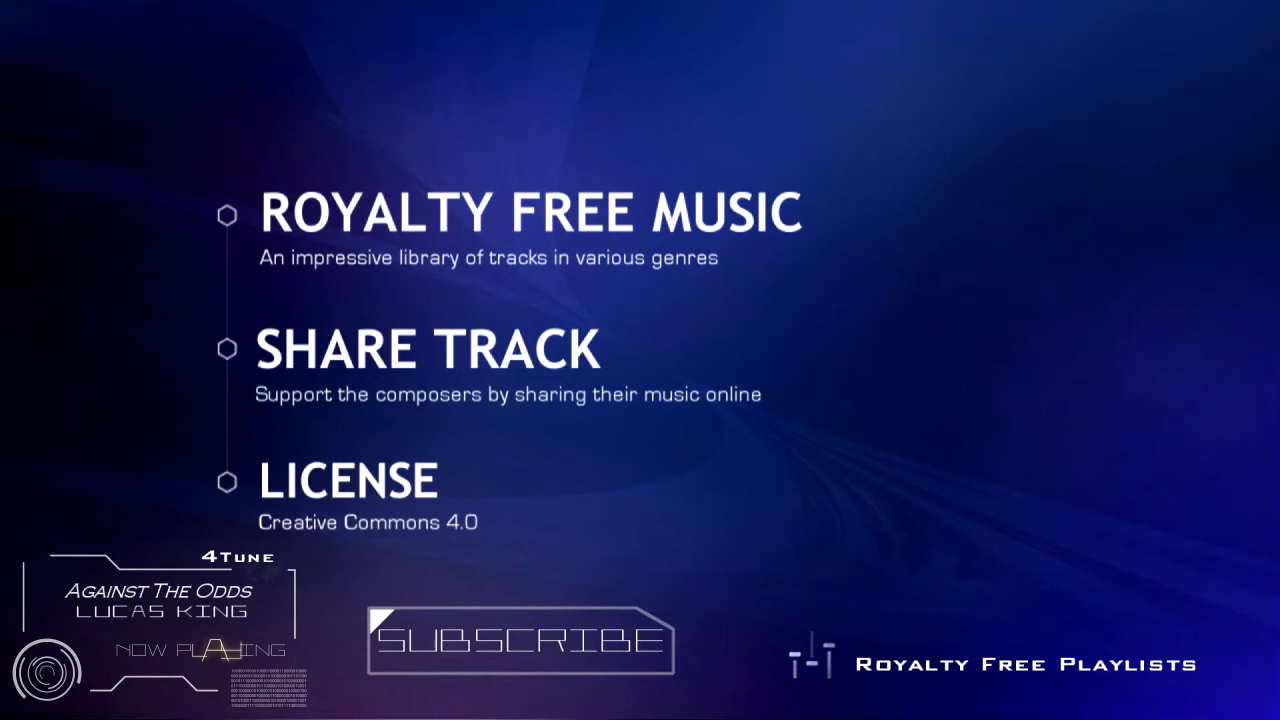 ROYALTY FREE MUSIC
An impressive library of tracks in various genres
SHARE TRACK
Support the composers by sharing their music online
LICENSE
Creative Commons 4.0
4Tune
Against The Odds
LUCAS KING
NOW PLAYING
SUBSCRIBE
Royalty Free Playlists